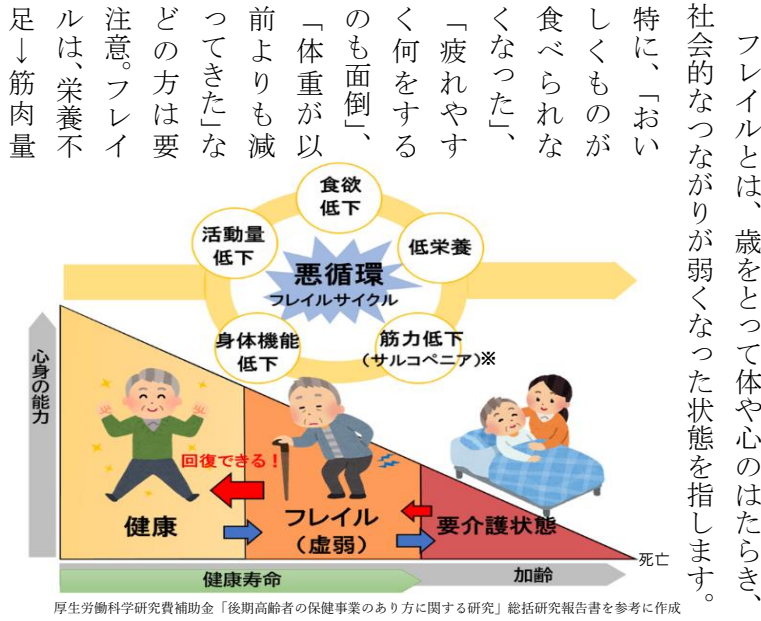 フレイルとは、歳をとって体や心のはたらき、
社会的なつながりが弱くなった状態を指します。
特に、「おい
しくものが
食べられな
くなった」、
「疲れやす
く何をする
のも面倒」、
「体重が以
前よりも減
ってきた」な
どの方は要
注意。フレイ
ルは、栄養不
足→筋肉量
食欲
低下
活動量
低下
低栄養
悪循環
フレイルサイクル
身体機能
低下
筋力低下
(サルコペニア)※
心身の能力
回復できる！
健康
フレイル
（虚弱）
要介護状態
死亡
健康寿命
加齢
厚生労働科学研究費補助金「後期高齢者の保健事業のあり方に関する研究」総括研究報告書を参考に作成